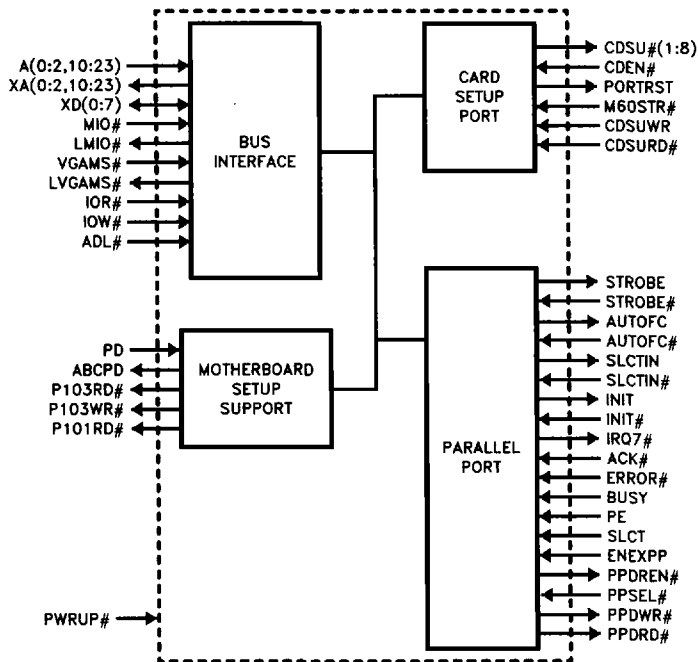 A(0:2,10:23)
XA(0:2,10:23)
XD(0:7)
MIO#
LMIO#
VGAMS#
LVGAMS#
IOR#
IOW#
ADL#
BUS
INTERFACE
CARD
SETUP
PORT
CDSU#(1:8)
CDEN#
PORTRST
M60STR#
CDSUWR
CDSURD#
PD
ABCPD
P103RD#
P103WR#
P101RD#
MOTHERBOARD
SETUP
SUPPORT
PARALLEL
PORT
STROBE
STROBE#
AUTOFC
AUTOFC#
SLCTIN
SLCTIN#
INIT
INIT#
IRQ7#
ACK#
ERROR#
BUSY
PE
SLCT
ENEXPP
PPDREN#
PPSEL#
PPDWR#
PPDRD#
PWRUP#